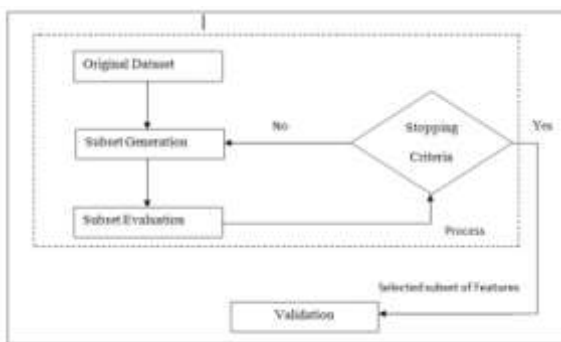 Original Dataset
Subset Generation
Subset Evaluation
No
Stopping
Criteria
Yes
Process
Selected subset of Features
Validation